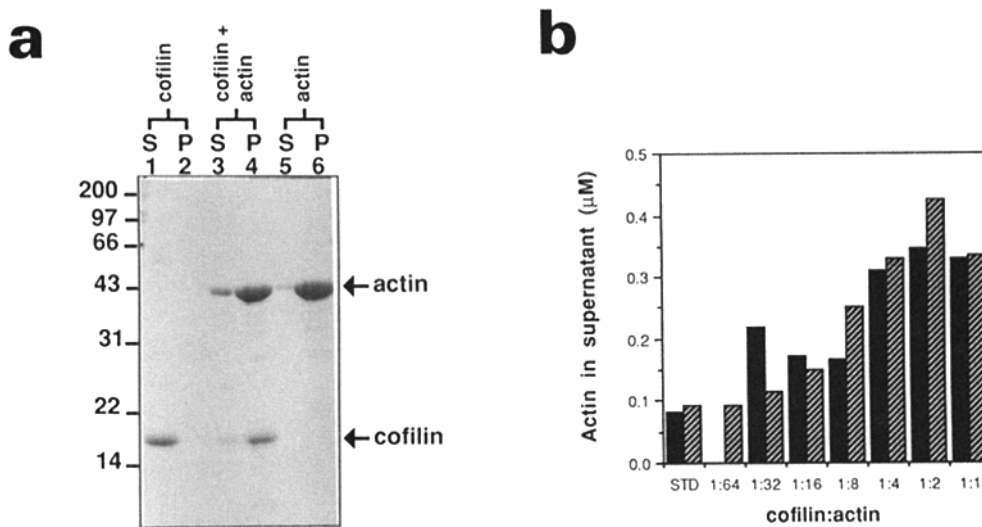 a
cofilin
cofilin + actin
actin
S P S P S P
1 2 3 4 5 6
200
97
66
43
31
22
14
actin
cofilin
b
Actin in supernatant (μM)
0.5
0.4
0.3
0.2
0.1
0.0
STD 1:64 1:32 1:16 1:8 1:4 1:2 1:1
cofilin:actin